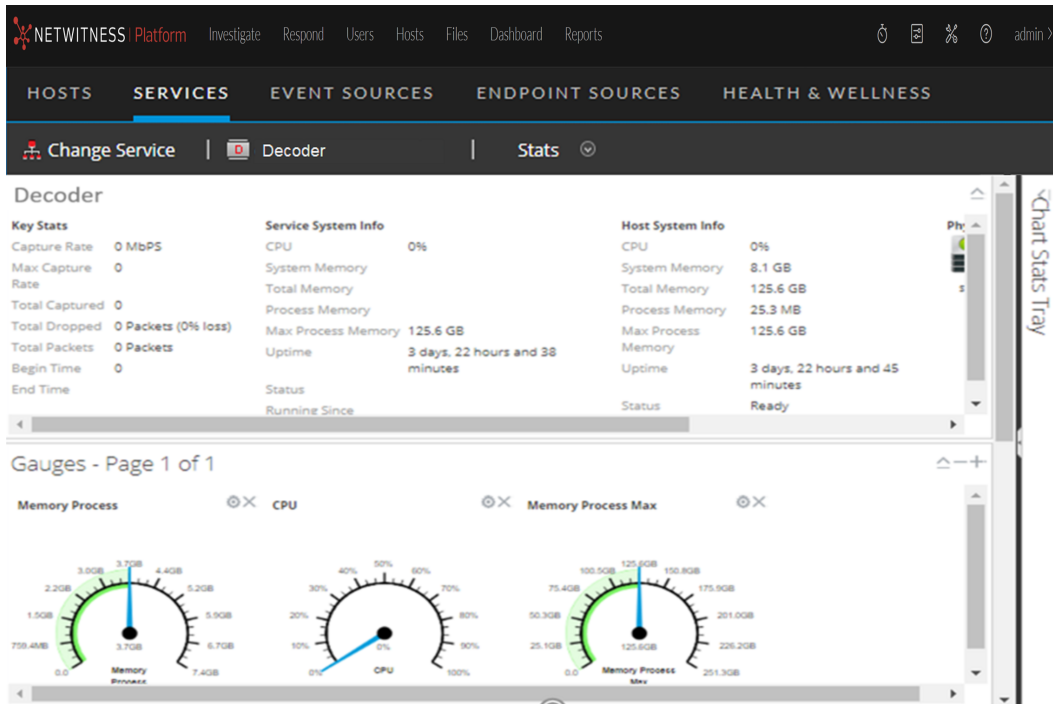 NETWITNESS | Platform Investigate Respond Users Hosts Files Dashboard Reports admin
HOSTS SERVICES EVENT SOURCES ENDPOINT SOURCES HEALTH & WELLNESS
Change Service | D Decoder | Stats
Decoder
Key Stats
Capture Rate 0 MbPS
Max Capture Rate 0
Total Captured 0
Total Dropped 0 Packets (0% loss)
Total Packets 0 Packets
Begin Time 0
End Time
Service System Info
CPU 0%
System Memory
Total Memory
Process Memory
Max Process Memory 125.6 GB
Uptime 3 days, 22 hours and 38
minutes
Status
Running Since
Host System Info
CPU 0%
System Memory 8.1 GB
Total Memory 125.6 GB
Process Memory 25.3 MB
Max Process Memory 125.6 GB
Uptime 3 days, 22 hours and 45
minutes
Status Ready
Chart Stats Tray
Gauges - Page 1 of 1
Memory Process
0.0 759.4MB 1.5GB 2.2GB 3.0GB 3.7GB 4.4GB 5.2GB 5.9GB 6.7GB 7.4GB
3.7GB
Memory
Process
CPU
0% 10% 20% 30% 40% 50% 60% 70% 80% 90% 100%
0%
CPU
Memory Process Max
0.0 25.1GB 50.3GB 75.4GB 100.5GB 125.6GB 150.8GB 175.9GB 201.0GB 226.2GB 251.3GB
125.6GB
Memory Process
Max